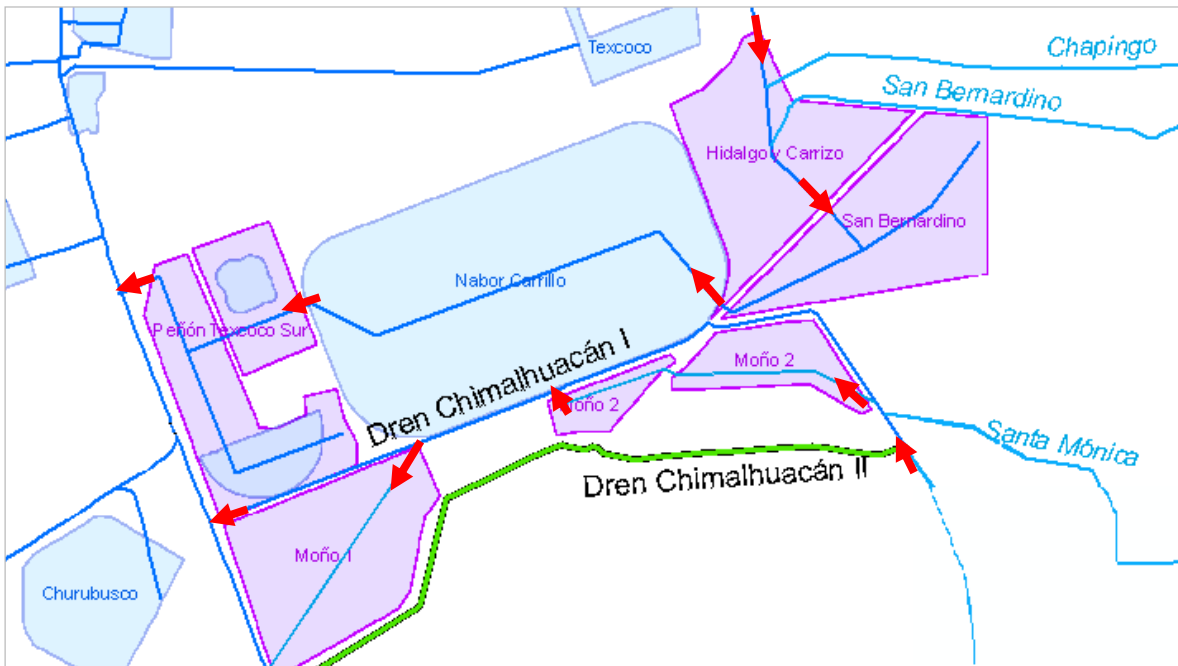 Texcoco
Chapingo
San Bernardino
Hidalgo y Carrizo
San Bernardino
Nabor Carrillo
Peñón Texcoco Sur
Dren Chimalhuacán I
Moño 2
Moño 2
Santa Mónica
Dren Chimalhuacán II
Moño 1
Churubusco